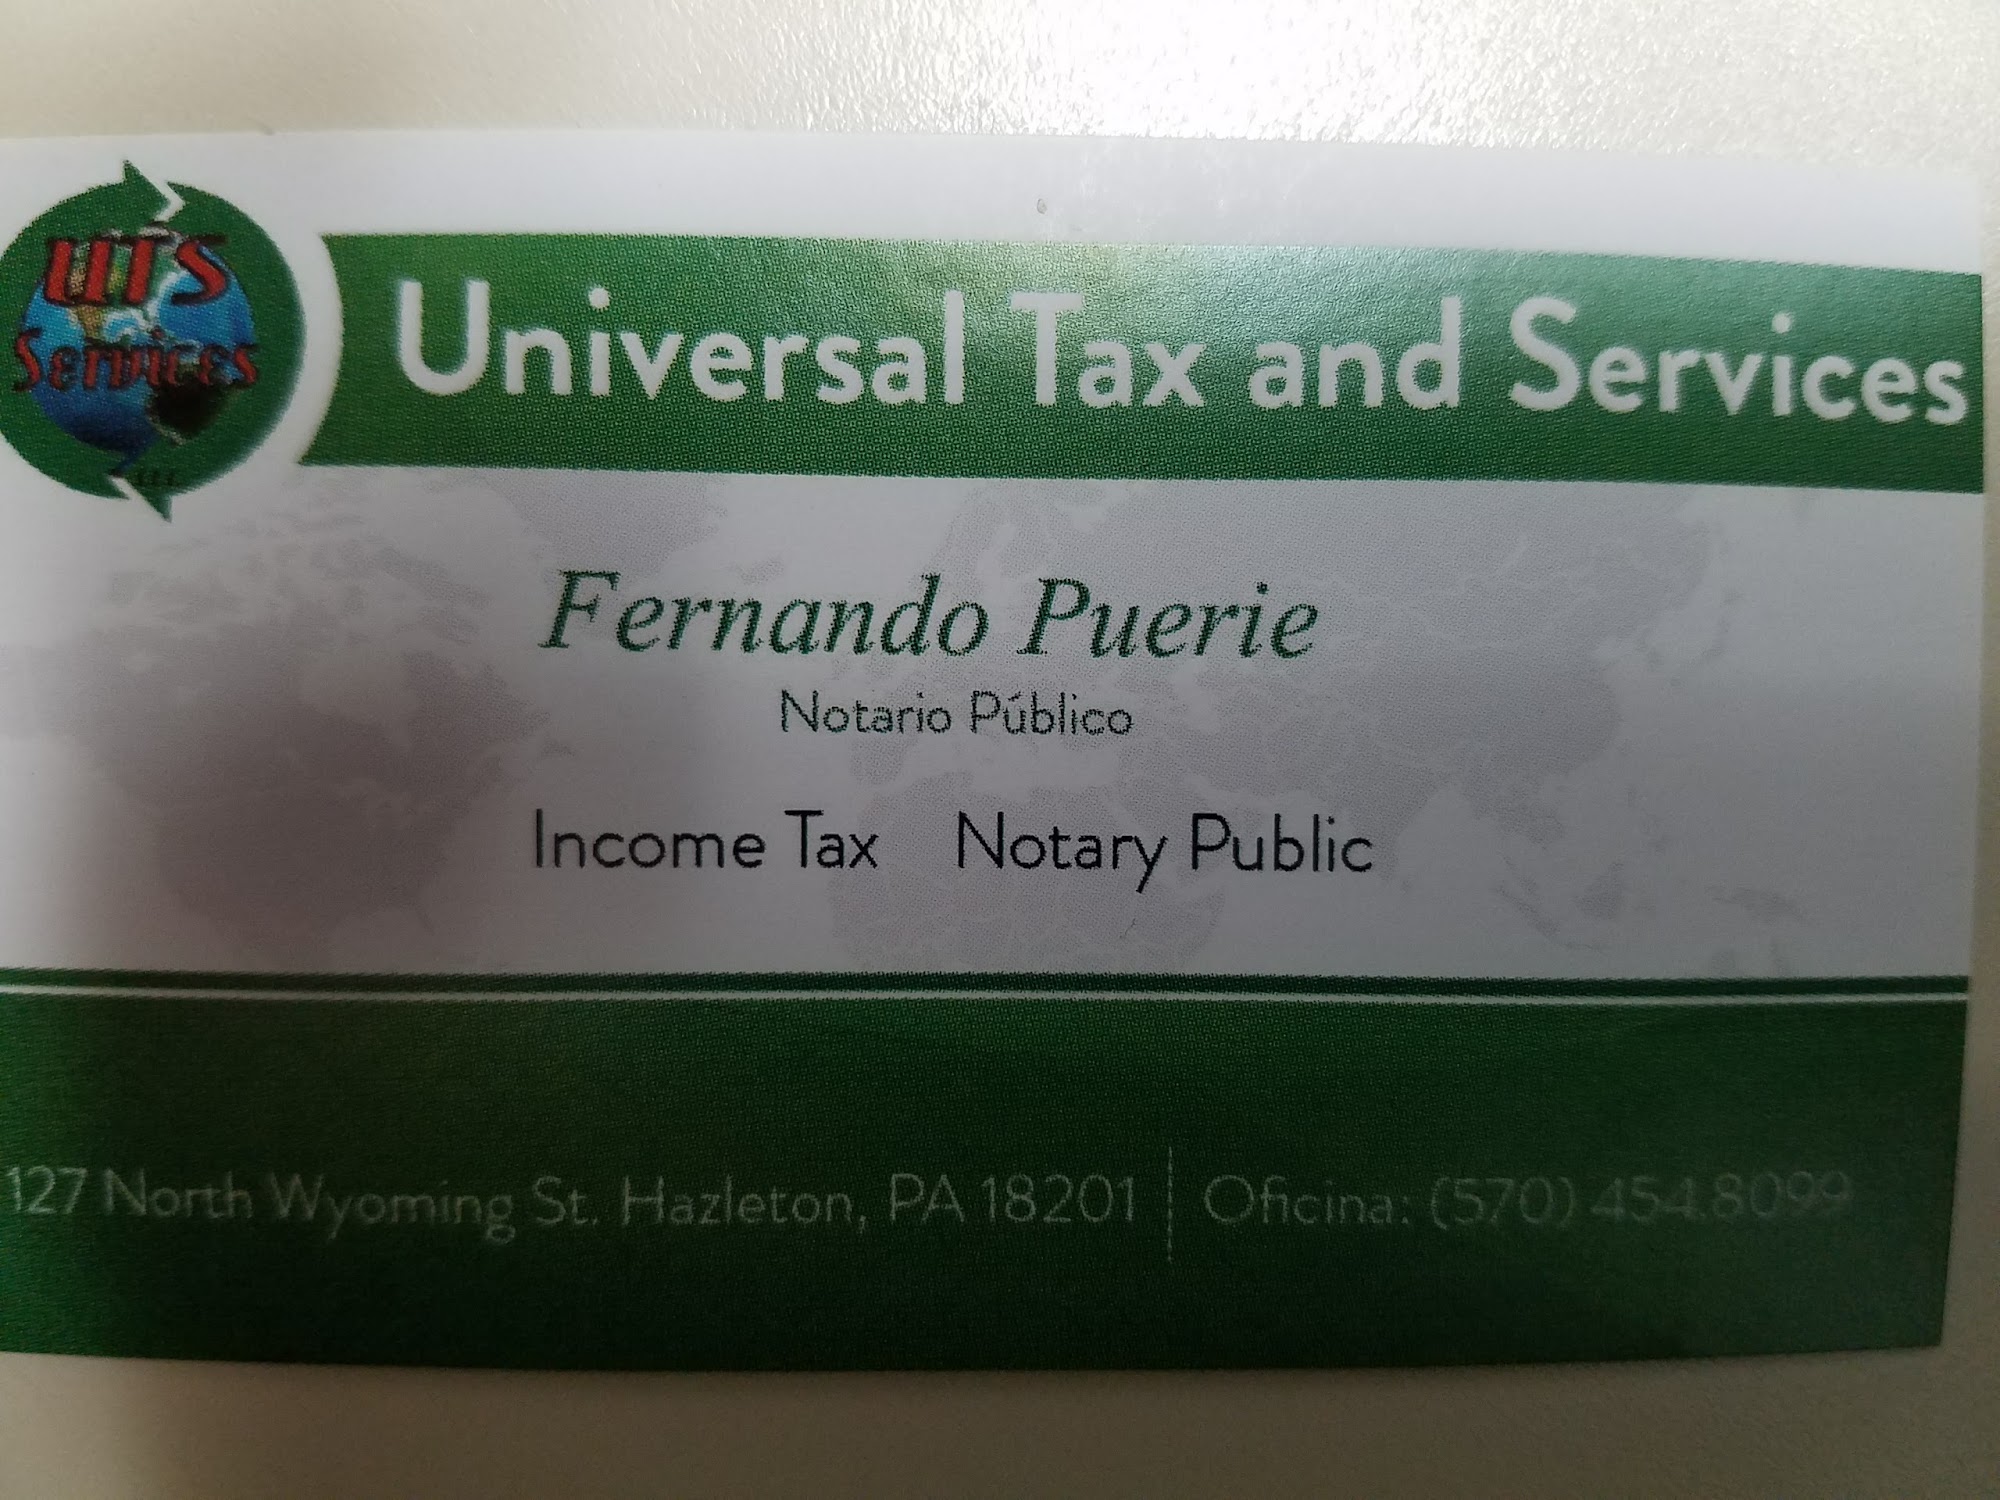 UTS
Services
LLC
Universal Tax and Services
Fernando Puerie
Notario Público
Income Tax Notary Public
127 North Wyoming St. Hazleton, PA 18201 | Oficina: (570) 454.8099